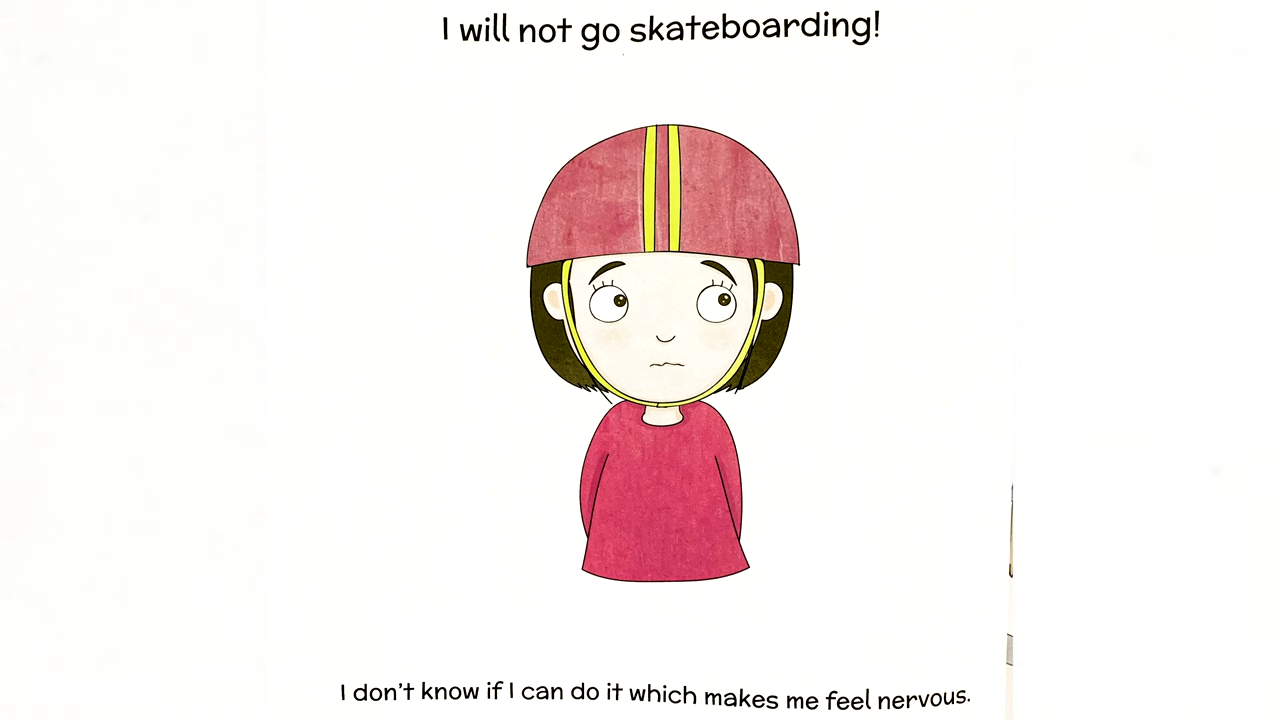 I will not go skateboarding!
I don't know if I can do it which makes me feel nervous.